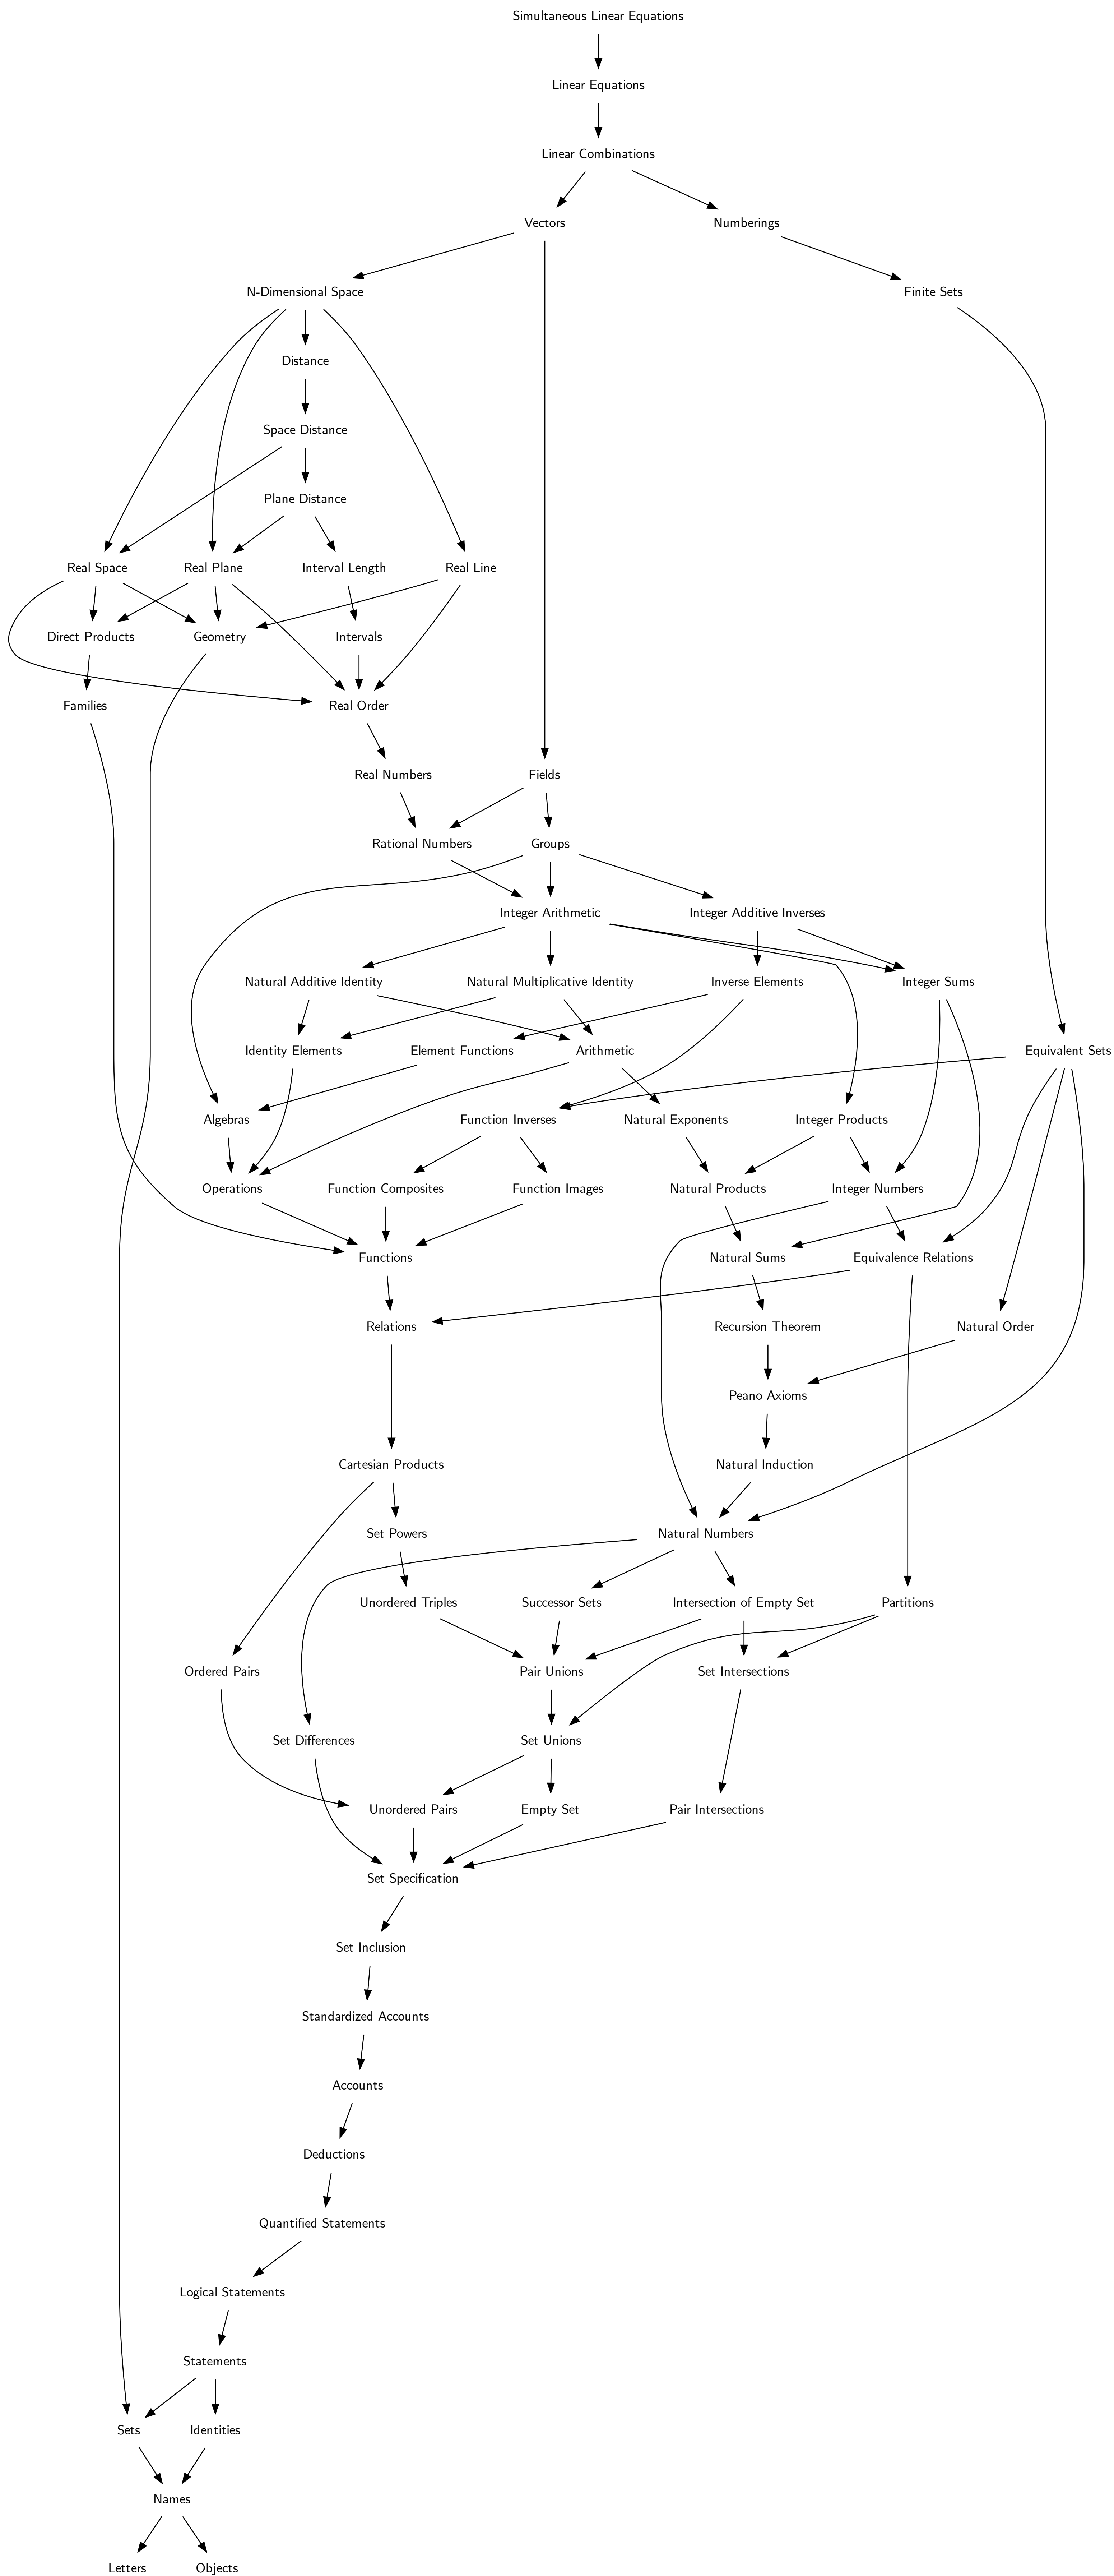 Simultaneous Linear Equations
Linear Equations
Linear Combinations
Vectors
Numberings
N-Dimensional Space
Finite Sets
Distance
Space Distance
Plane Distance
Real Space
Real Plane
Interval Length
Real Line
Direct Products
Geometry
Intervals
Families
Real Order
Real Numbers
Fields
Rational Numbers
Groups
Integer Arithmetic
Integer Additive Inverses
Natural Additive Identity
Natural Multiplicative Identity
Inverse Elements
Integer Sums
Identity Elements
Element Functions
Arithmetic
Equivalent Sets
Algebras
Function Inverses
Natural Exponents
Integer Products
Operations
Function Composites
Function Images
Natural Products
Integer Numbers
Functions
Natural Sums
Equivalence Relations
Relations
Recursion Theorem
Natural Order
Peano Axioms
Cartesian Products
Natural Induction
Set Powers
Natural Numbers
Unordered Triples
Successor Sets
Intersection of Empty Set
Partitions
Ordered Pairs
Pair Unions
Set Intersections
Set Differences
Set Unions
Unordered Pairs
Empty Set
Pair Intersections
Set Specification
Set Inclusion
Standardized Accounts
Accounts
Deductions
Quantified Statements
Logical Statements
Statements
Sets
Identities
Names
Letters
Objects